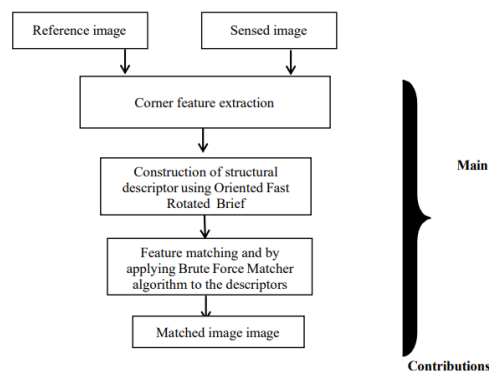 Reference image
Sensed image
Corner feature extraction
Construction of structural
descriptor using Oriented Fast
Rotated Brief
Feature matching and by
applying Brute Force Matcher
algorithm to the descriptors
Matched image image
Main
Contributions